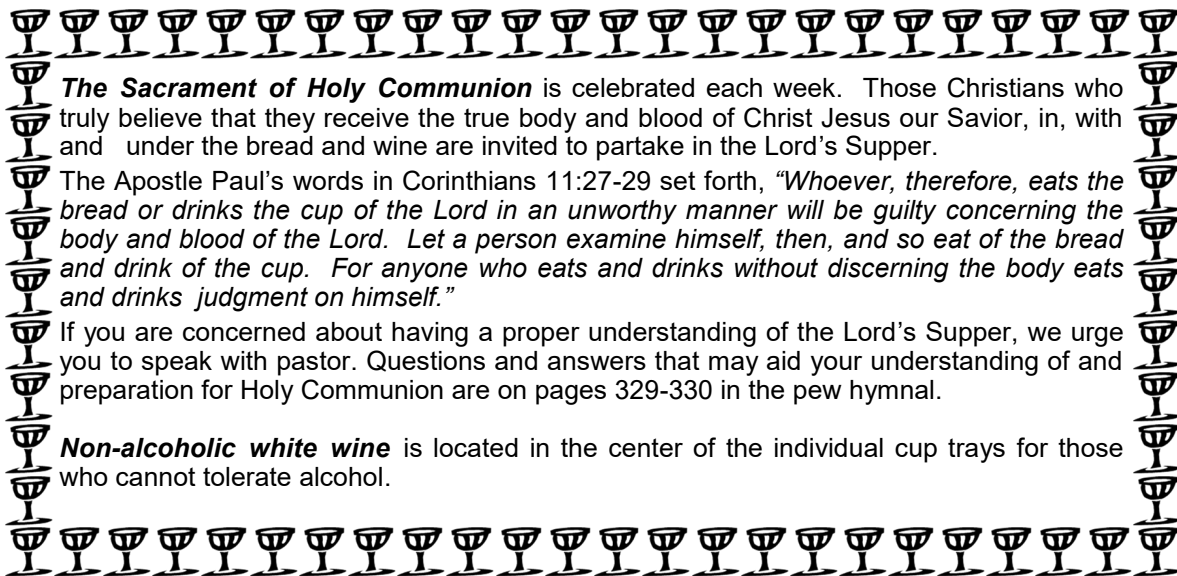 The Sacrament of Holy Communion is celebrated each week. Those Christians who
truly believe that they receive the true body and blood of Christ Jesus our Savior, in, with
and under the bread and wine are invited to partake in the Lord’s Supper.
The Apostle Paul’s words in Corinthians 11:27-29 set forth, “Whoever, therefore, eats the
bread or drinks the cup of the Lord in an unworthy manner will be guilty concerning the
body and blood of the Lord. Let a person examine himself, then, and so eat of the bread
and drink of the cup. For anyone who eats and drinks without discerning the body eats
and drinks judgment on himself.”
If you are concerned about having a proper understanding of the Lord’s Supper, we urge
you to speak with pastor. Questions and answers that may aid your understanding of and
preparation for Holy Communion are on pages 329-330 in the pew hymnal.
Non-alcoholic white wine is located in the center of the individual cup trays for those
who cannot tolerate alcohol.